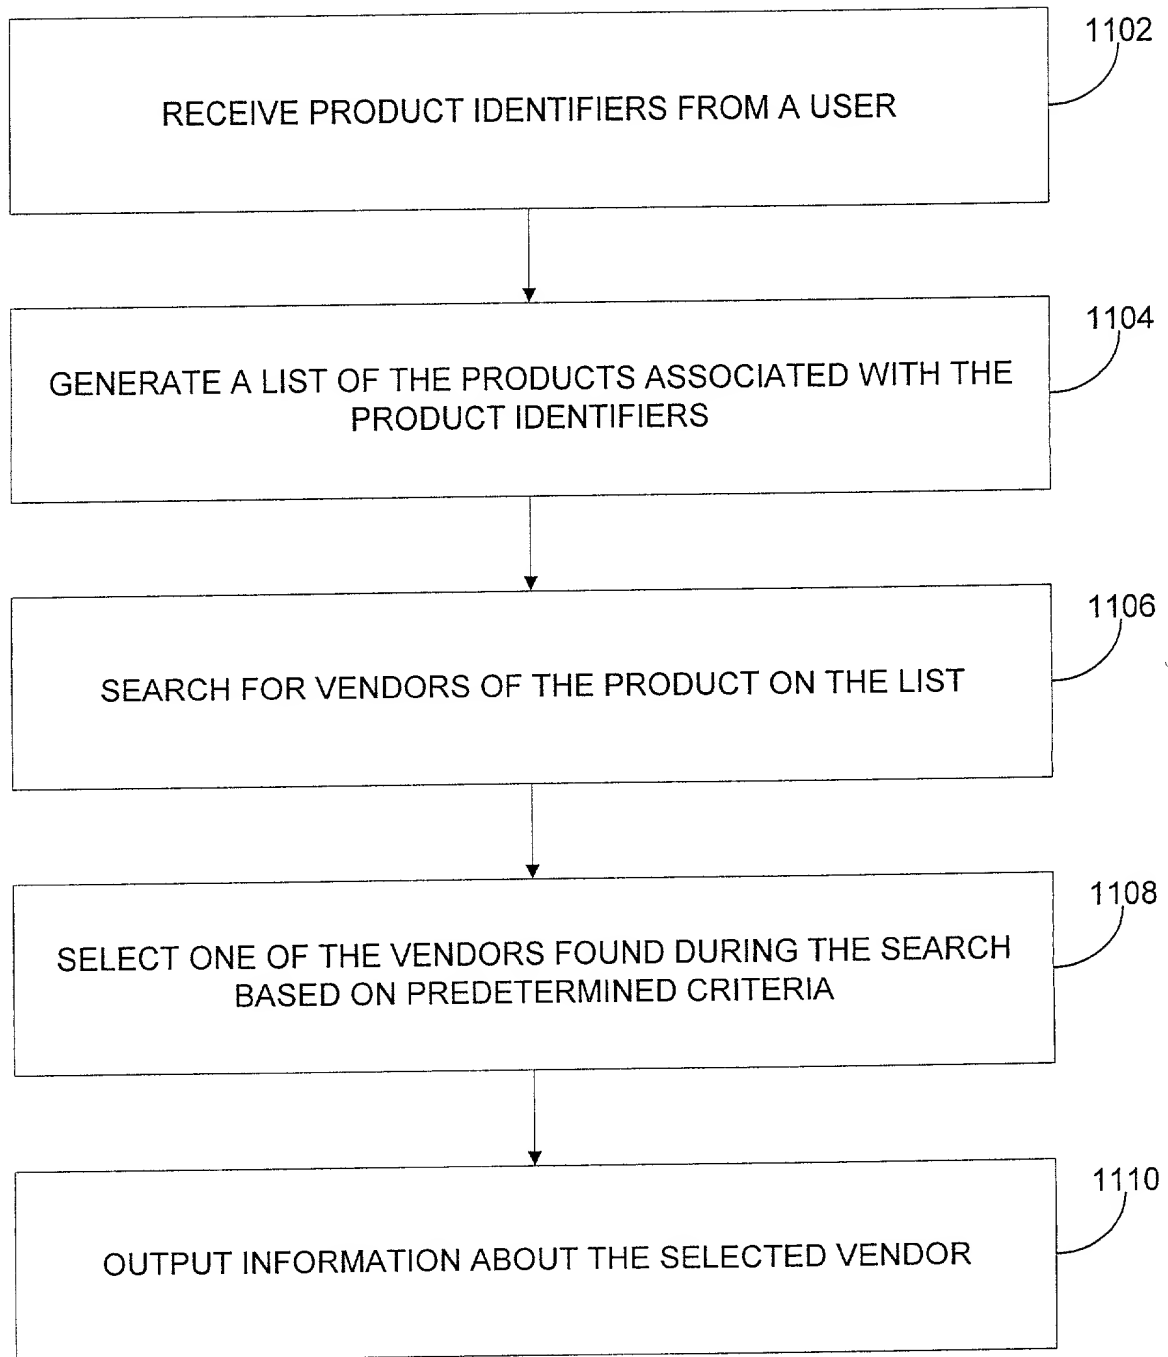 1102
RECEIVE PRODUCT IDENTIFIERS FROM A USER
1104
GENERATE A LIST OF THE PRODUCTS ASSOCIATED WITH THE
PRODUCT IDENTIFIERS
1106
SEARCH FOR VENDORS OF THE PRODUCT ON THE LIST
1108
SELECT ONE OF THE VENDORS FOUND DURING THE SEARCH
BASED ON PREDETERMINED CRITERIA
1110
OUTPUT INFORMATION ABOUT THE SELECTED VENDOR